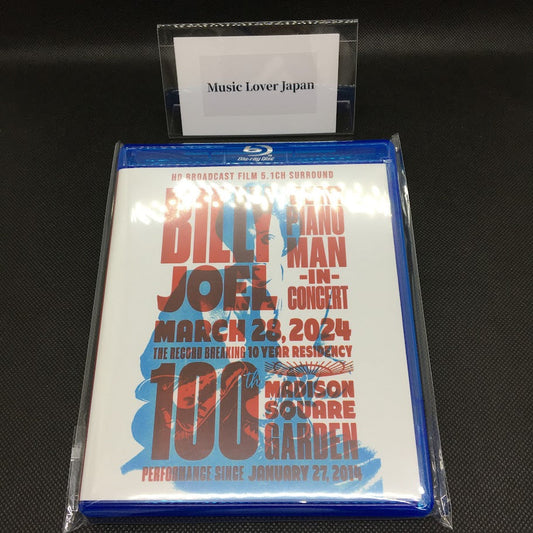 Music Lover Japan
Blu-ray Disc
HD BROADCAST FILM 5.1CH SURROUND
BILLY
JOEL
PIANO
MAN
-IN-
CONCERT
MARCH 28, 2024
THE RECORD BREAKING 10 YEAR RESIDENCY
100th
MADISON
SQUARE
GARDEN
PERFORMANCE SINCE JANUARY 27, 2014